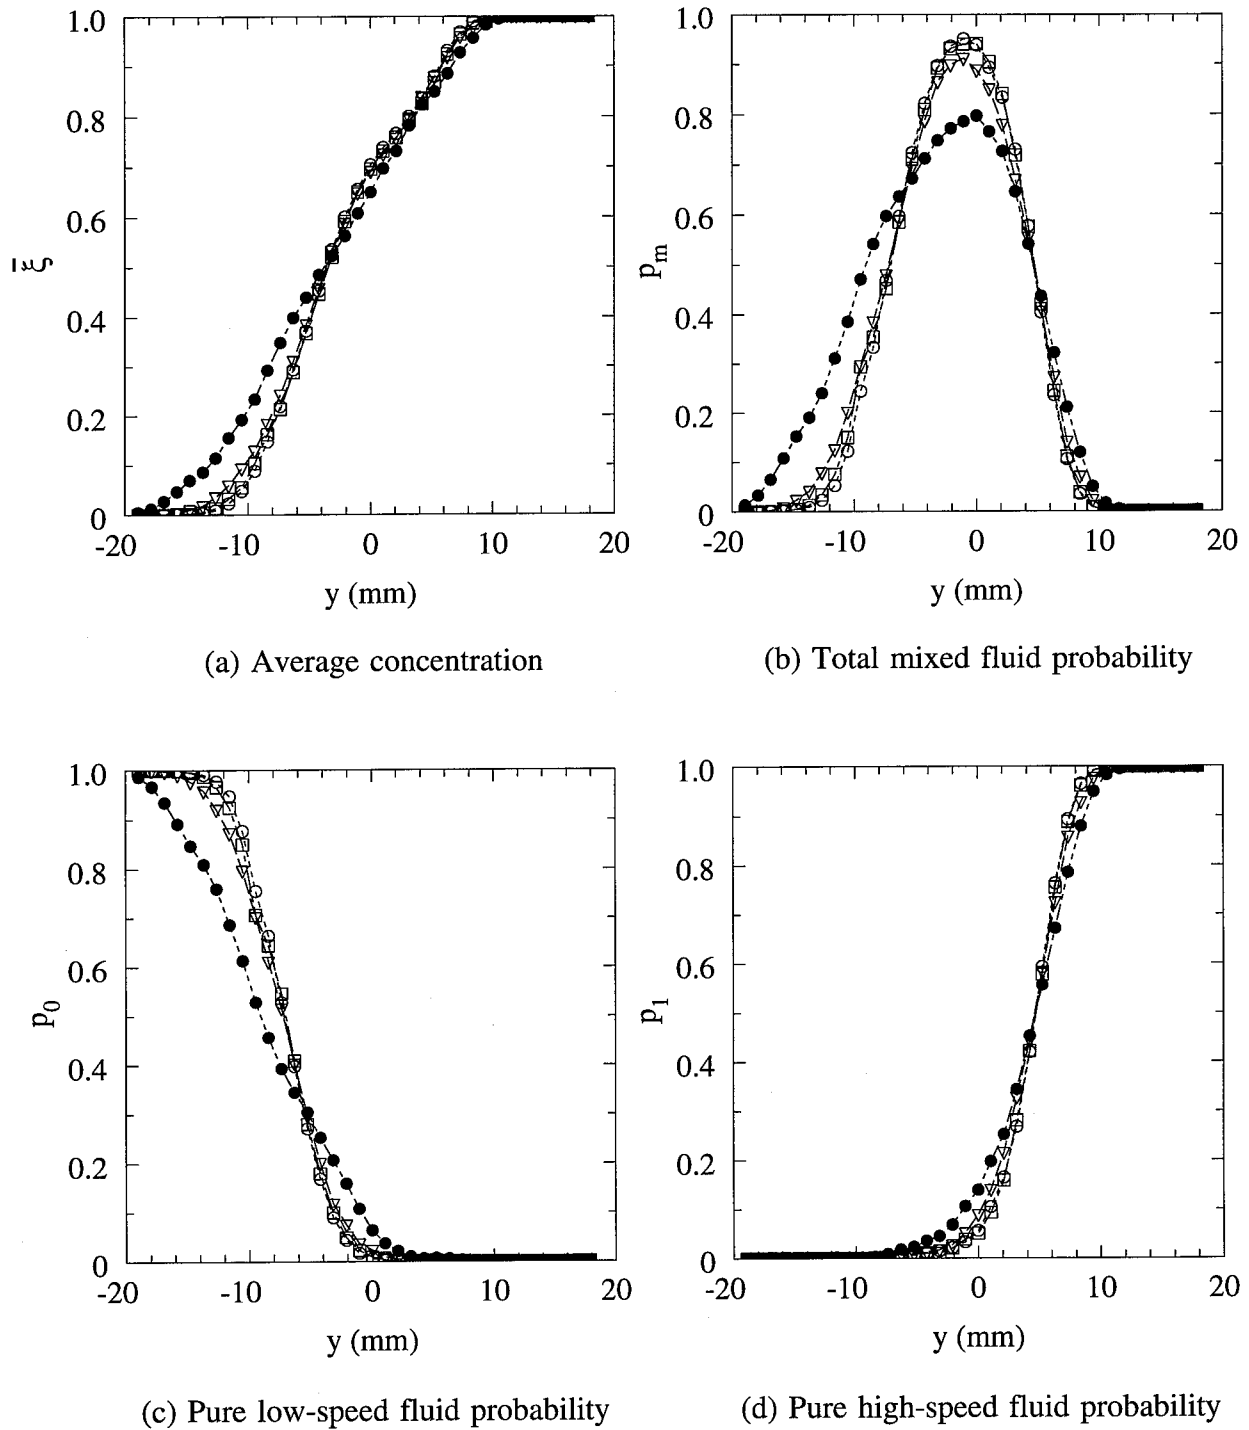 1.0
0.8
0.6
0.4
0.2
0
ξ̄
-20 -10 0 10 20
y (mm)
(a) Average concentration
1.0
0.8
0.6
0.4
0.2
0
pm
-20 -10 0 10 20
y (mm)
(b) Total mixed fluid probability
1.0
0.8
0.6
0.4
0.2
0
p0
-20 -10 0 10 20
y (mm)
(c) Pure low-speed fluid probability
1.0
0.8
0.6
0.4
0.2
0
p1
-20 -10 0 10 20
y (mm)
(d) Pure high-speed fluid probability